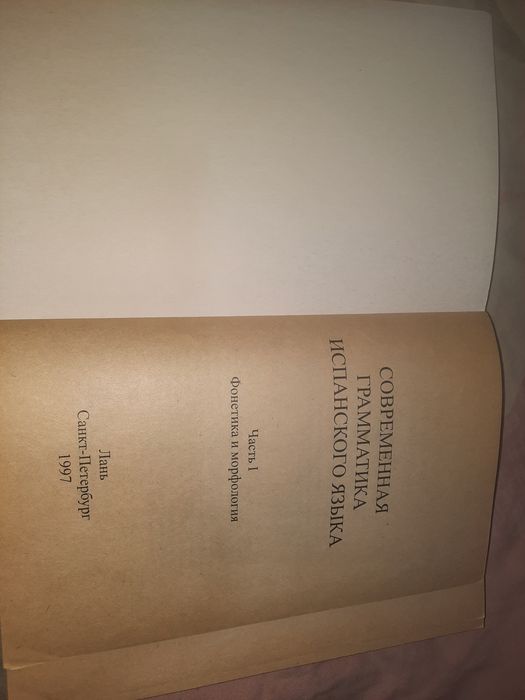 СОВРЕМЕННАЯ
ГРАММАТИКА
ИСПАНСКОГО ЯЗЫКА
Часть I
Фонетика и морфология
Лань
Санкт-Петербург
1997